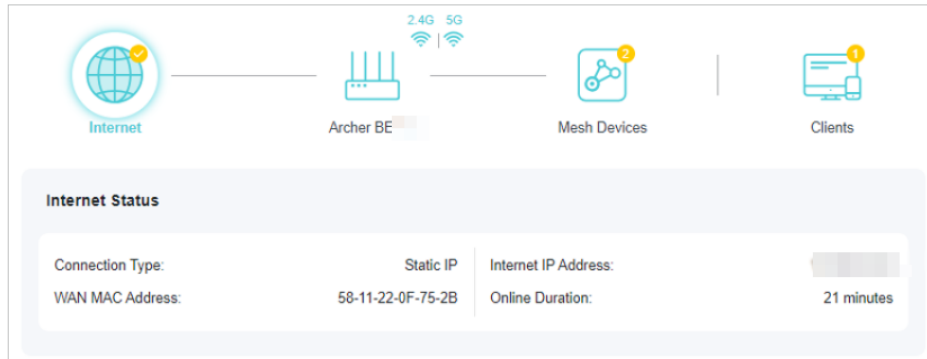 2.4G 5G
2
1
Internet
Archer BE
Mesh Devices
Clients
Internet Status
Connection Type: Static IP
Internet IP Address:
WAN MAC Address: 58-11-22-0F-75-2B
Online Duration: 21 minutes